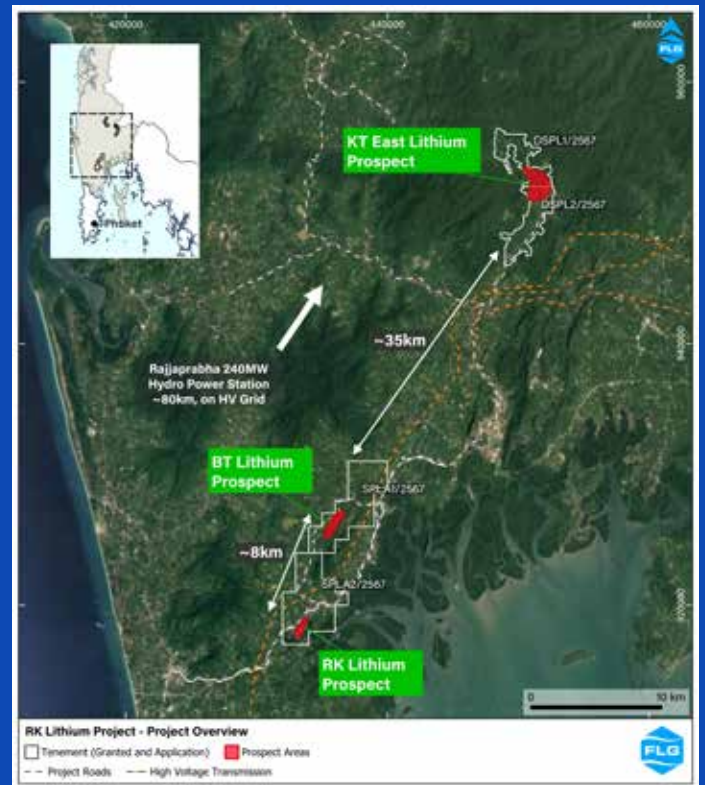 420000
440000
460000
FLG
960000
KT East Lithium
Prospect
DSPL1/2567
DSPL2/2567
Phuket
~35km
940000
Rajjaprabha 240MW
Hydro Power Station
~80km, on HV Grid
BT Lithium
Prospect
SPLA1/2567
~8km
SPLA2/2567
RK Lithium
Prospect
0 10 km
RK Lithium Project - Project Overview
Tenement (Granted and Application) Prospect Areas
Project Roads High Voltage Transmission
FLG